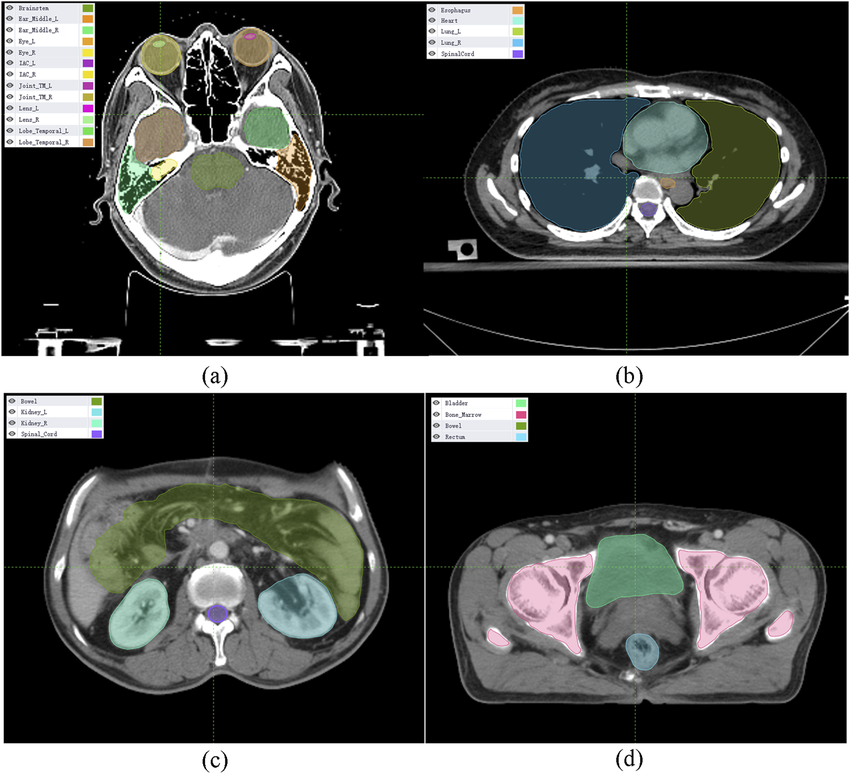 Brainstem
Ear_Middle_L
Ear_Middle_R
Eye_L
Eye_R
IAC_L
IAC_R
Joint_TM_L
Joint_TM_R
Lens_L
Lens_R
Lobe_Temporal_L
Lobe_Temporal_R
(a)
Esophagus
Heart
Lung_L
Lung_R
SpinalCord
(b)
Bowel
Kidney_L
Kidney_R
Spinal_Cord
(c)
Bladder
Bone_Marrow
Bowel
Rectum
(d)